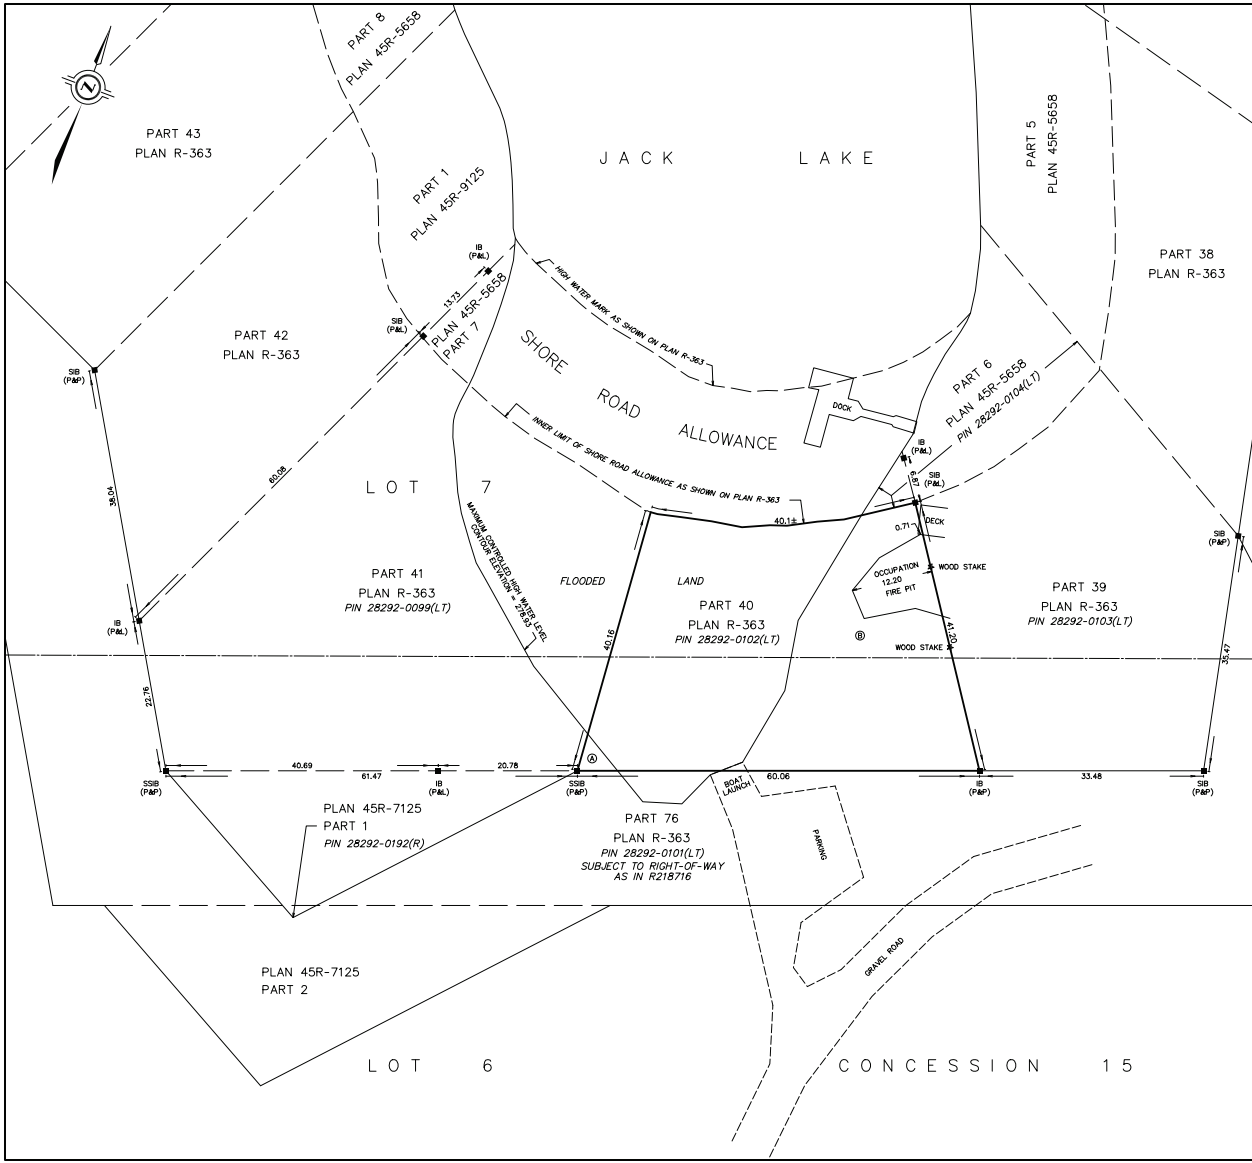 PART 8
PLAN 45R-5658
N
PART 43
PLAN R-363
PART 1
PLAN 45R-9125
JACK LAKE
PART 5
PLAN 45R-5658
PART 38
PLAN R-363
IB
(P&L)
13.73
PLAN 45R-5658
PART 7
SIB
(P&L)
HIGH WATER MARK AS SHOWN ON PLAN R-363
PART 42
PLAN R-363
SIB
(P&P)
SHORE
ROAD
ALLOWANCE
DOCK
PART 6
PLAN 45R-5658
PIN 28292-0104(LT)
IB
(P&L)
6.87
SIB
(P&L)
INNER LIMIT OF SHORE ROAD ALLOWANCE AS SHOWN ON PLAN R-363
40.1±
60.08
38.04
LOT 7
MAXIMUM CONTROLLED HIGH WATER LEVEL
CONTOUR ELEVATION = 278.93
0.71
DECK
SIB
(P&P)
OCCUPATION
12.20
FIRE PIT
WOOD STAKE
FLOODED LAND
PART 41
PLAN R-363
PIN 28292-0099(LT)
PART 40
PLAN R-363
PIN 28292-0102(LT)
PART 39
PLAN R-363
PIN 28292-0103(LT)
IB
(P&L)
40.16
B
41.20
WOOD STAKE
35.47
22.76
A
40.69
20.78
61.47
60.06
33.48
SSIB
(P&P)
IB
(P&L)
SSIB
(P&P)
BOAT
LAUNCH
IB
(P&P)
SIB
(P&P)
PLAN 45R-7125
PART 1
PIN 28292-0192(R)
PART 76
PLAN R-363
PIN 28292-0101(LT)
SUBJECT TO RIGHT-OF-WAY
AS IN R218716
PARKING
GRAVEL ROAD
PLAN 45R-7125
PART 2
LOT 6
CONCESSION 15